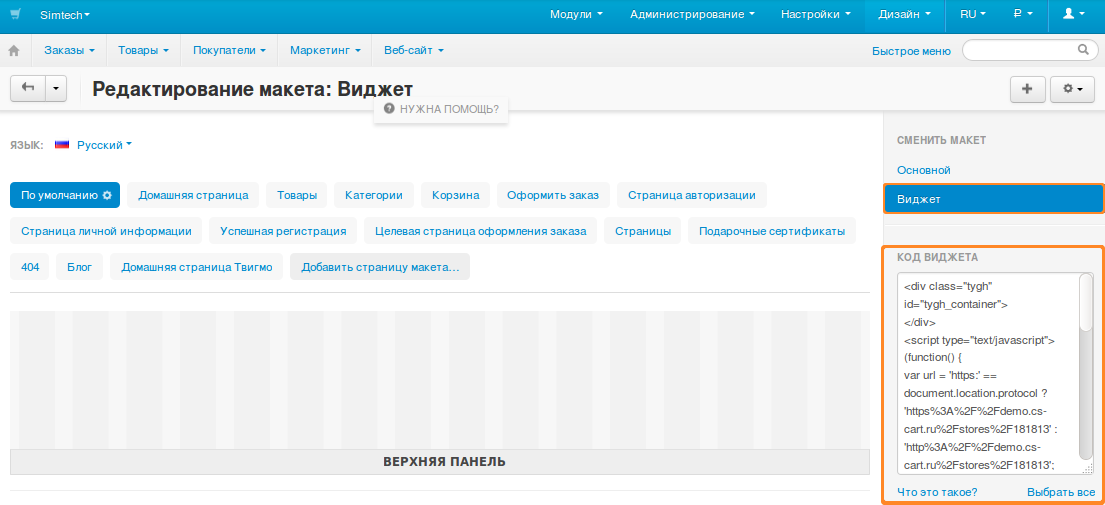 Simtech Модули Администрирование Настройки Дизайн RU ₽
Заказы Товары Покупатели Маркетинг Веб-сайт Быстрое меню
Редактирование макета: Виджет
НУЖНА ПОМОЩЬ?
ЯЗЫК: Русский
По умолчанию Домашняя страница Товары Категории Корзина Оформить заказ Страница авторизации
Страница личной информации Успешная регистрация Целевая страница оформления заказа Страницы Подарочные сертификаты
404 Блог Домашняя страница Твигмо Добавить страницу макета...
ВЕРХНЯЯ ПАНЕЛЬ
СМЕНИТЬ МАКЕТ
Основной
Виджет
КОД ВИДЖЕТА
<div class="tygh"
id="tygh_container">
</div>
<script type="text/javascript">
(function() {
var url = 'https:' ==
document.location.protocol ?
'https%3A%2F%2Fdemo.cs-
cart.ru%2Fstores%2F181813' :
'http%3A%2F%2Fdemo.cs-
cart.ru%2Fstores%2F181813';
Что это такое? Выбрать все